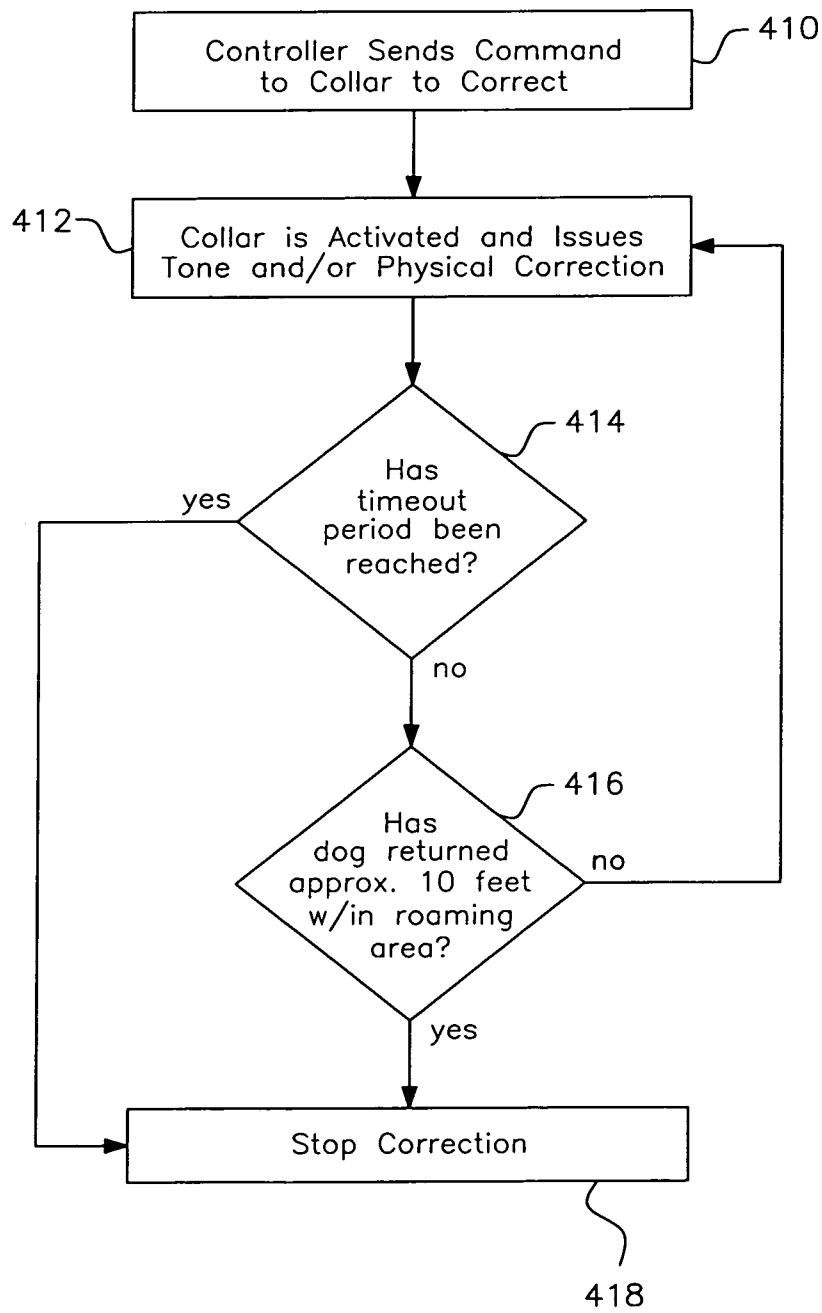 410
Controller Sends Command
to Collar to Correct
412
Collar is Activated and Issues
Tone and/or Physical Correction
414
Has
timeout
period been
reached?
yes
no
416
Has
dog returned
approx. 10 feet
w/in roaming
area?
no
yes
Stop Correction
418